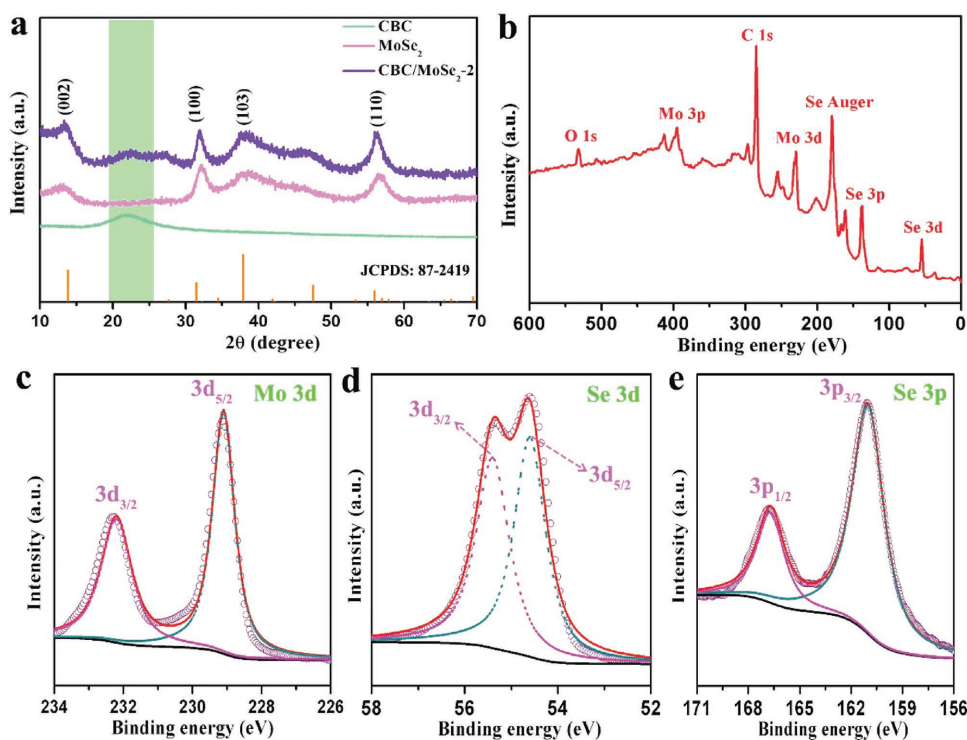 a
CBC
MoSe₂
CBC/MoSe₂-2
(002)
(100)
(103)
(110)
JCPDS: 87-2419
Intensity (a.u.)
10 20 30 40 50 60 70
2θ (degree)
b
C 1s
Se Auger
Mo 3p
O 1s
Mo 3d
Se 3p
Se 3d
Intensity (a.u.)
600 500 400 300 200 100 0
Binding energy (eV)
c
Mo 3d
3d₅/₂
3d₃/₂
Intensity (a.u.)
234 232 230 228 226
Binding energy (eV)
d
Se 3d
3d₃/₂
3d₅/₂
Intensity (a.u.)
58 56 54 52
Binding energy (eV)
e
Se 3p
3p₃/₂
3p₁/₂
Intensity (a.u.)
171 168 165 162 159 156
Binding energy (eV)